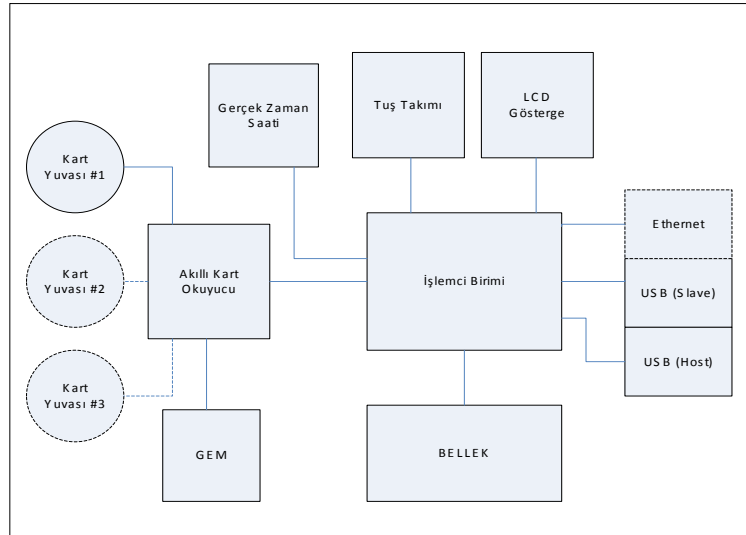 Gerçek Zaman
Saati
Tuş Takımı
LCD
Gösterge
Kart
Yuvası #1
Kart
Yuvası #2
Kart
Yuvası #3
Akıllı Kart
Okuyucu
İşlemci Birimi
Ethernet
USB (Slave)
USB (Host)
GEM
BELLEK